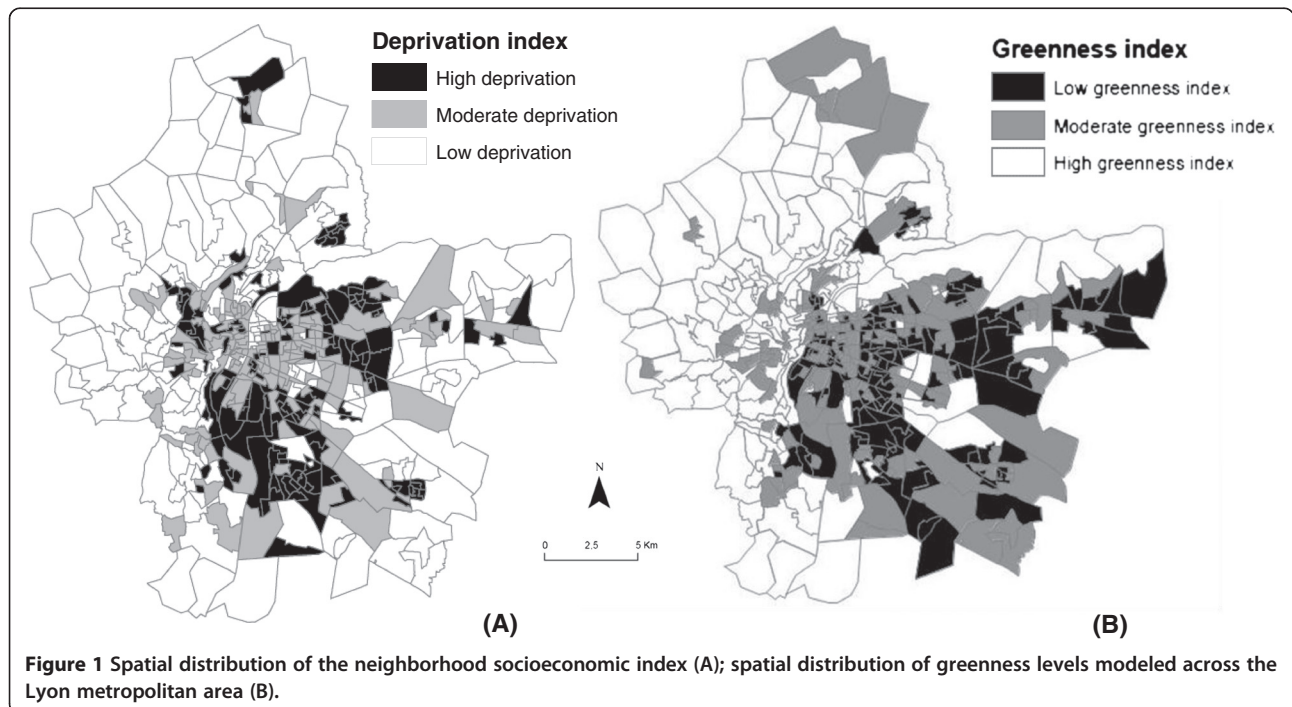 Deprivation index
High deprivation
Moderate deprivation
Low deprivation
Greenness index
Low greenness index
Moderate greenness index
High greenness index
N
0 2,5 5 Km
(A)
(B)
Figure 1 Spatial distribution of the neighborhood socioeconomic index (A); spatial distribution of greenness levels modeled across the
Lyon metropolitan area (B).